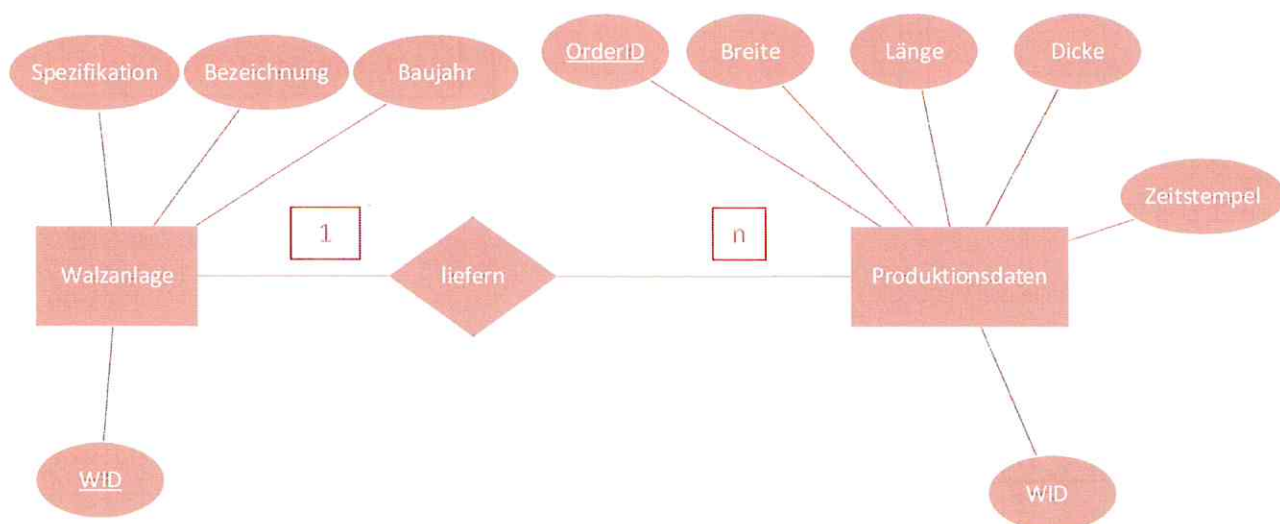 OrderID
Breite
Länge
Dicke
Spezifikation
Bezeichnung
Baujahr
Zeitstempel
1
n
Walzanlage
liefern
Produktionsdaten
WID
WID